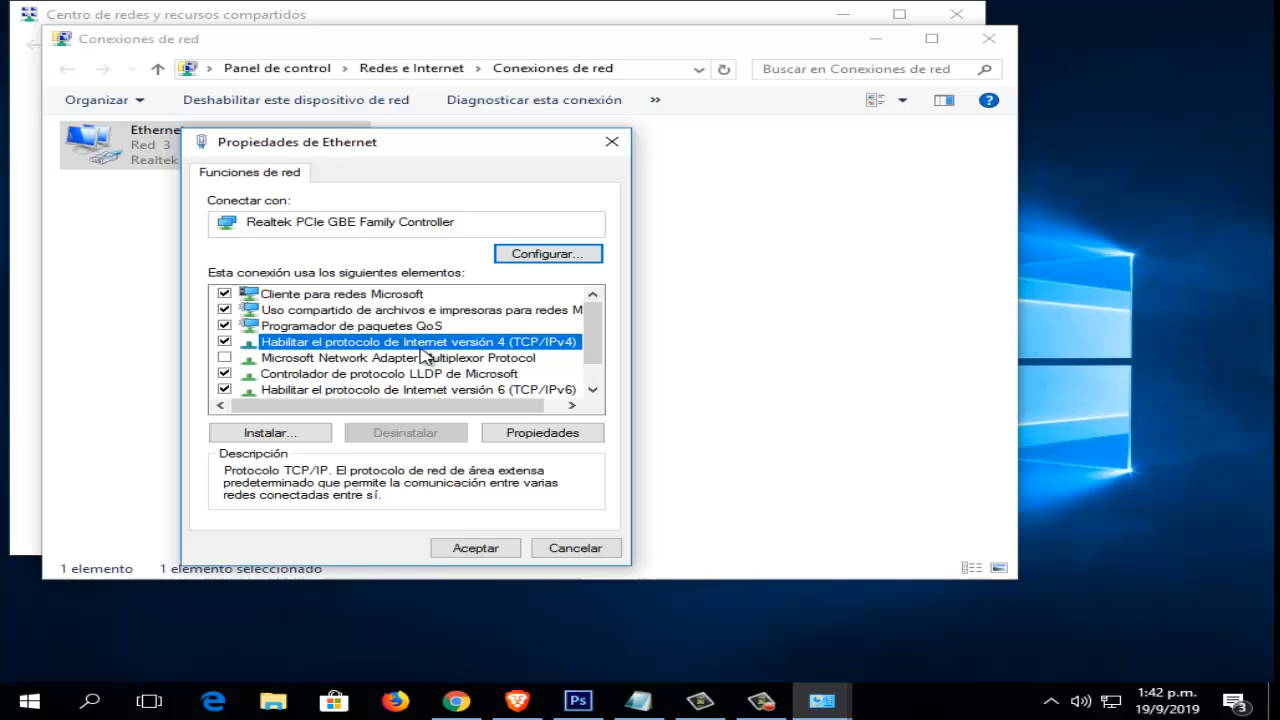 Centro de redes y recursos compartidos
Conexiones de red
Panel de control
Redes e Internet
Conexiones de red
Buscar en Conexiones de red
Organizar
Deshabilitar este dispositivo de red
Diagnosticar esta conexión
»
Ethernet
Red 3
Realtek
Propiedades de Ethernet
Funciones de red
Conectar con:
Realtek PCIe GBE Family Controller
Configurar...
Esta conexión usa los siguientes elementos:
Cliente para redes Microsoft
Uso compartido de archivos e impresoras para redes M
Programador de paquetes QoS
Habilitar el protocolo de Internet versión 4 (TCP/IPv4)
Microsoft Network Adapter Multiplexor Protocol
Controlador de protocolo LLDP de Microsoft
Habilitar el protocolo de Internet versión 6 (TCP/IPv6)
Instalar...
Desinstalar
Propiedades
Descripción
Protocolo TCP/IP. El protocolo de red de área extensa
predeterminado que permite la comunicación entre varias
redes conectadas entre sí.
Aceptar
Cancelar
1 elemento
1 elemento seleccionado
Ps
1:42 p.m.
19/9/2019
3